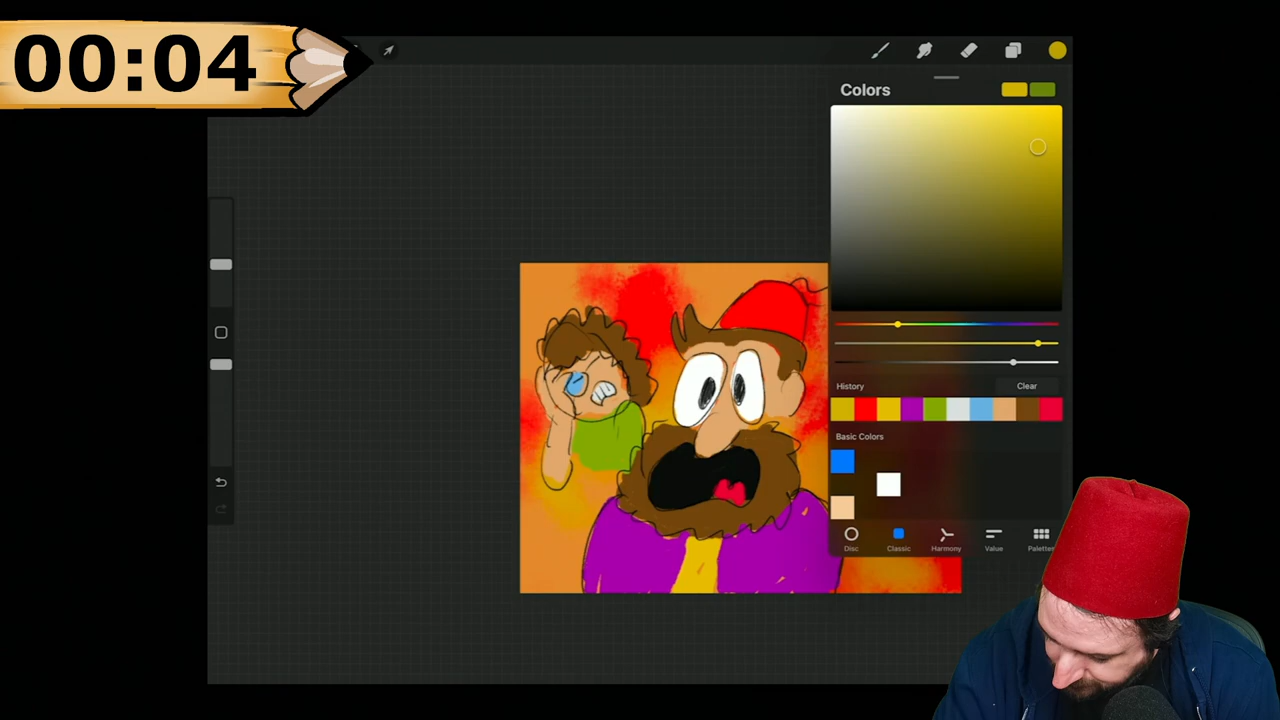 00:04
Colors
History
Clear
Basic Colors
Disc
Classic
Harmony
Value
Palettes